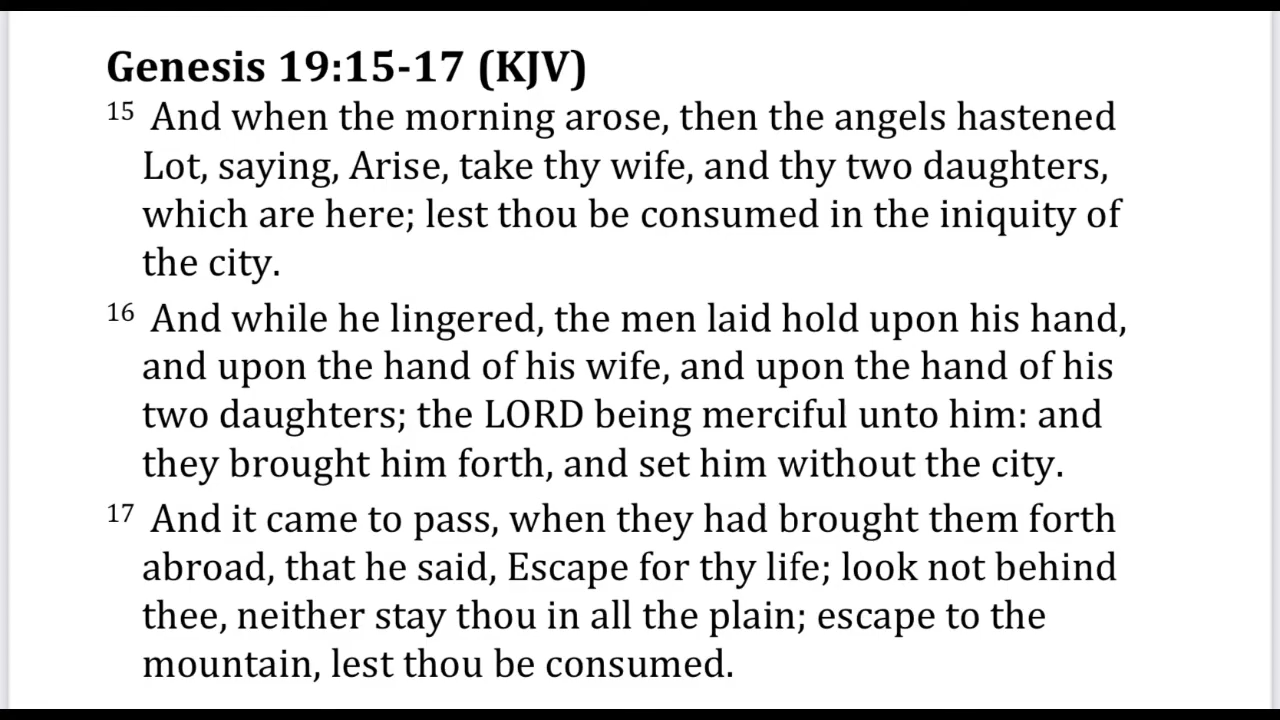 Genesis 19:15-17 (KJV)
15 And when the morning arose, then the angels hastened
Lot, saying, Arise, take thy wife, and thy two daughters,
which are here; lest thou be consumed in the iniquity of
the city.
16 And while he lingered, the men laid hold upon his hand,
and upon the hand of his wife, and upon the hand of his
two daughters; the LORD being merciful unto him: and
they brought him forth, and set him without the city.
17 And it came to pass, when they had brought them forth
abroad, that he said, Escape for thy life; look not behind
thee, neither stay thou in all the plain; escape to the
mountain, lest thou be consumed.